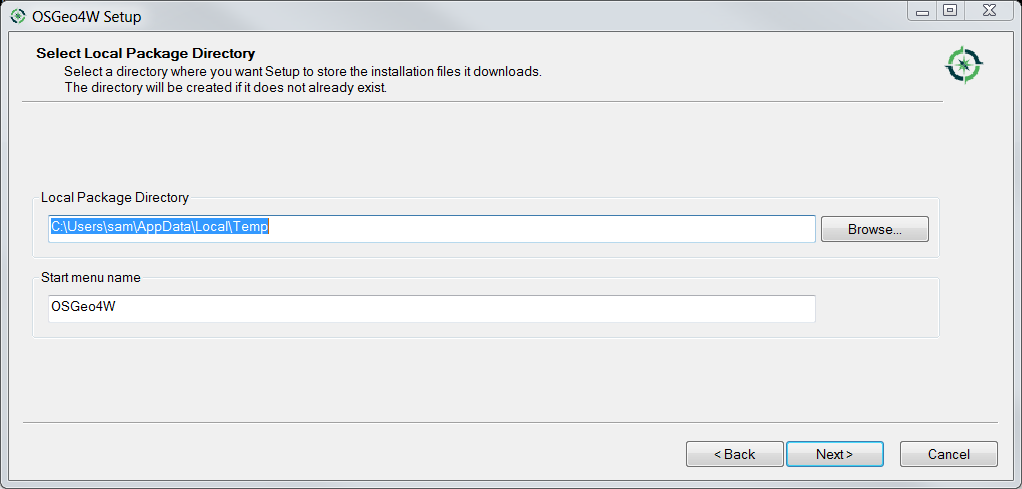 OSGeo4W Setup
Select Local Package Directory
Select a directory where you want Setup to store the installation files it downloads.
The directory will be created if it does not already exist.
Local Package Directory
C:\Users\sam\AppData\Local\Temp
Browse...
Start menu name
OSGeo4W
< Back
Next >
Cancel